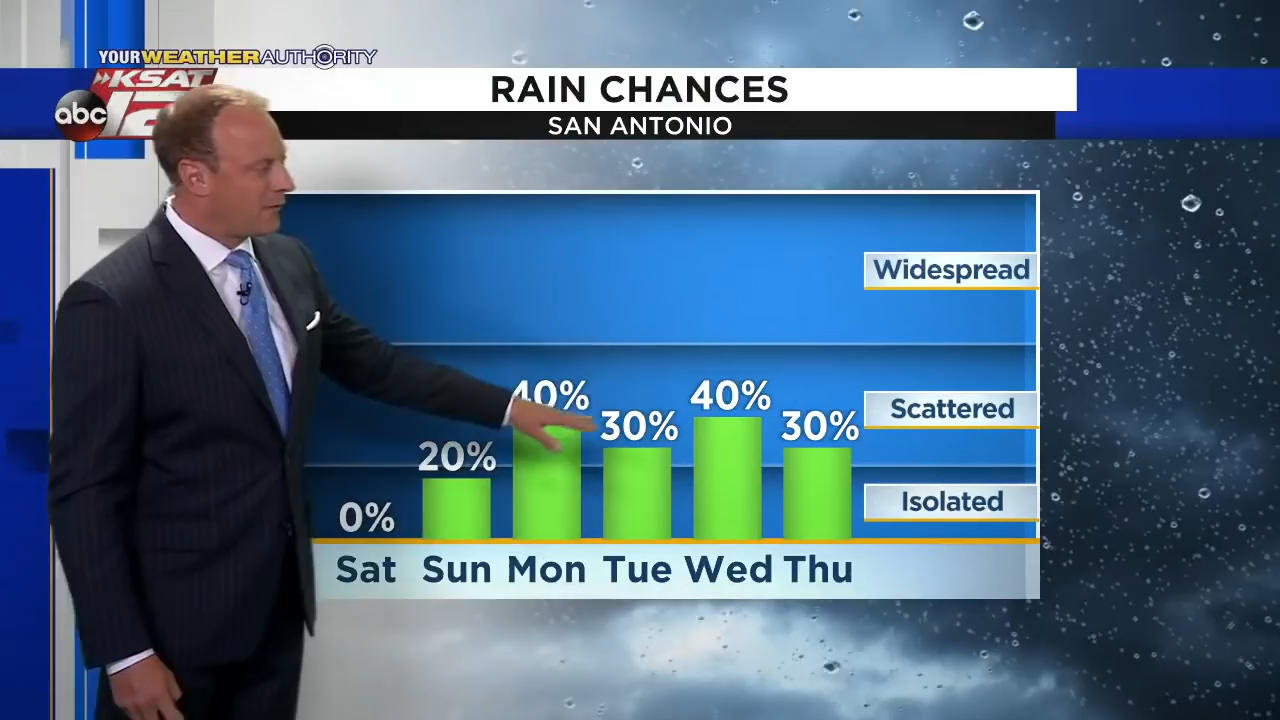 YOURWEATHERAUTHORITY
KSAT
abc 12
RAIN CHANCES
SAN ANTONIO
Widespread
Scattered
Isolated
0% 20% 40% 30% 40% 30%
Sat Sun Mon Tue Wed Thu